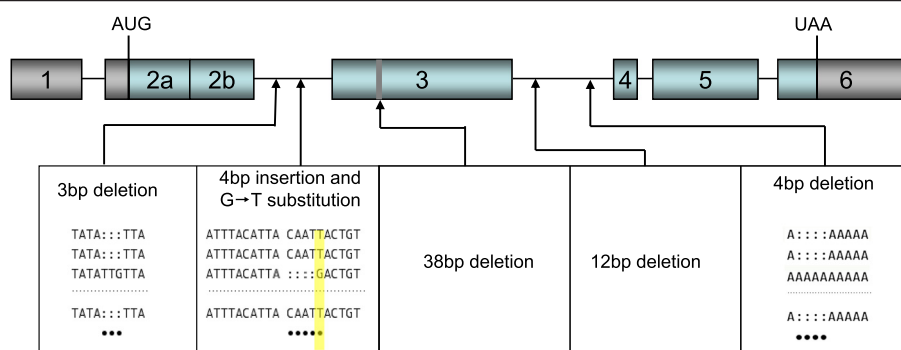 AUG
UAA
1
2a
2b
3
4
5
6
3bp deletion
TATA:::TTA
TATA:::TTA
TATATTGTTA
TATA:::TTA
4bp insertion and
G→T substitution
ATTTACATTA CAATTACTGT
ATTTACATTA CAATTACTGT
ATTTACATTA ::::GACTGT
ATTTACATTA CAATTACTGT
38bp deletion
12bp deletion
4bp deletion
A::::AAAAA
A::::AAAAA
AAAAAAAAAA
A::::AAAAA